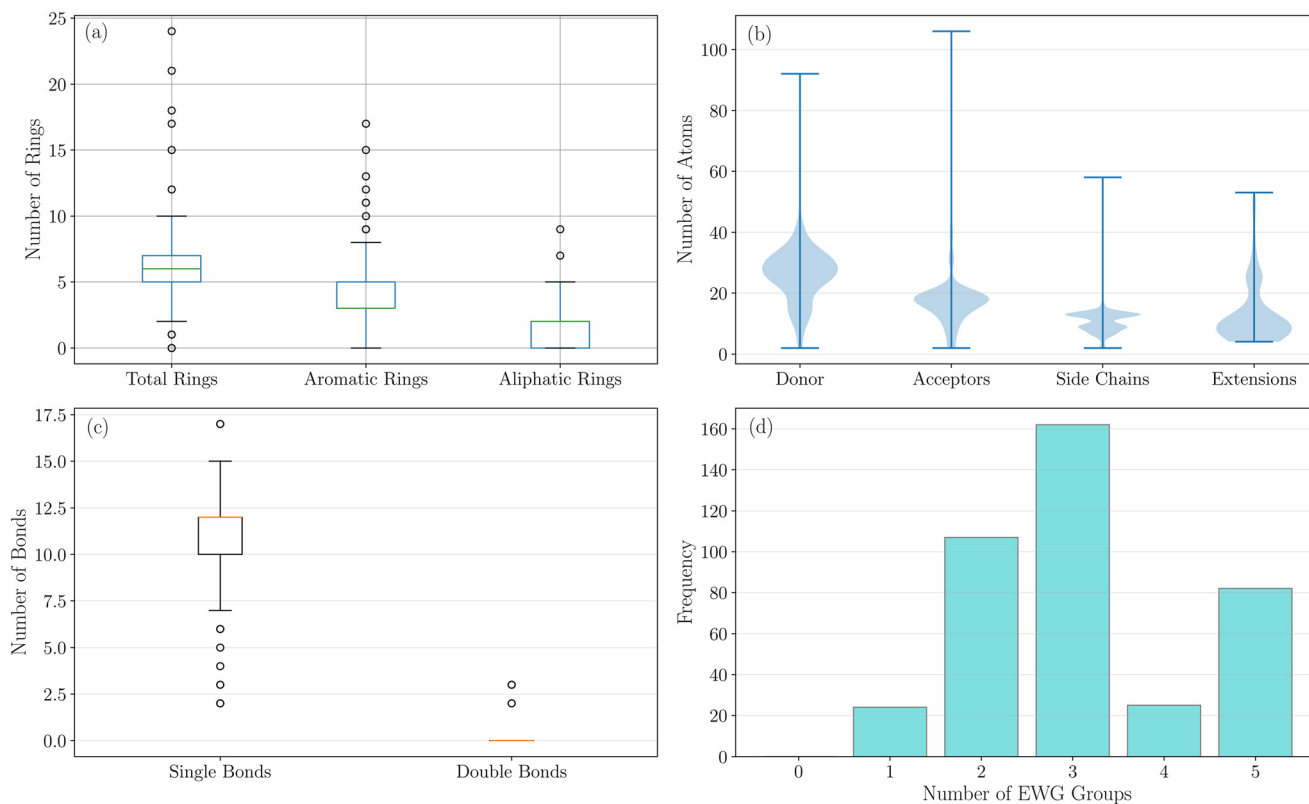 (a)
Number of Rings
25
20
15
10
5
0
Total Rings
Aromatic Rings
Aliphatic Rings
(b)
Number of Atoms
100
80
60
40
20
0
Donor
Acceptors
Side Chains
Extensions
(c)
Number of Bonds
17.5
15.0
12.5
10.0
7.5
5.0
2.5
0.0
Single Bonds
Double Bonds
(d)
Frequency
160
140
120
100
80
60
40
20
0
0 1 2 3 4 5
Number of EWG Groups